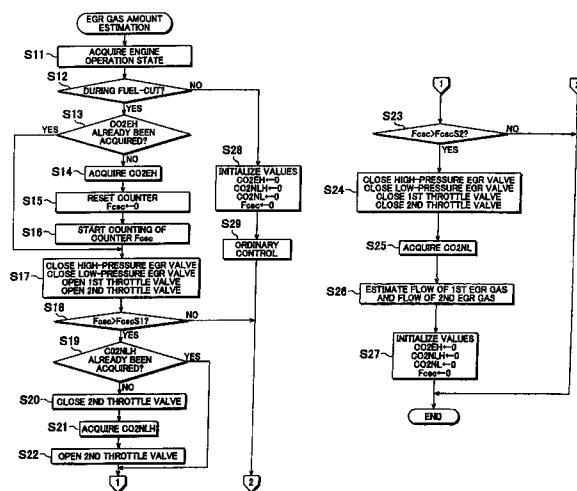 EGR GAS AMOUNT
ESTIMATION
S11
ACQUIRE ENGINE
OPERATION STATE
S12
DURING FUEL-CUT?
NO
YES
S13
YES
CO2EH
ALREADY BEEN
ACQUIRED?
NO
S14
ACQUIRE CO2EH
S15
RESET COUNTER
Fcsc←0
S16
START COUNTING OF
COUNTER Fcsc
S17
CLOSE HIGH-PRESSURE EGR VALVE
CLOSE LOW-PRESSURE EGR VALVE
OPEN 1ST THROTTLE VALVE
OPEN 2ND THROTTLE VALVE
S18
Fcsc>FcscS1?
NO
YES
S19
CO2NLH
ALREADY BEEN
ACQUIRED?
YES
NO
S20
CLOSE 2ND THROTTLE VALVE
S21
ACQUIRE CO2NLH
S22
OPEN 2ND THROTTLE VALVE
1
S28
INITIALIZE VALUES
CO2EH←0
CO2NLH←0
CO2NL←0
Fcsc←0
S29
ORDINARY
CONTROL
2
1
2
S23
Fcsc>FcscS2?
NO
YES
S24
CLOSE HIGH-PRESSURE EGR VALVE
CLOSE LOW-PRESSURE EGR VALVE
CLOSE 1ST THROTTLE VALVE
CLOSE 2ND THROTTLE VALVE
S25
ACQUIRE CO2NL
S26
ESTIMATE FLOW OF 1ST EGR GAS
AND FLOW OF 2ND EGR GAS
S27
INITIALIZE VALUES
CO2EH←0
CO2NLH←0
CO2NL←0
Fcsc←0
END